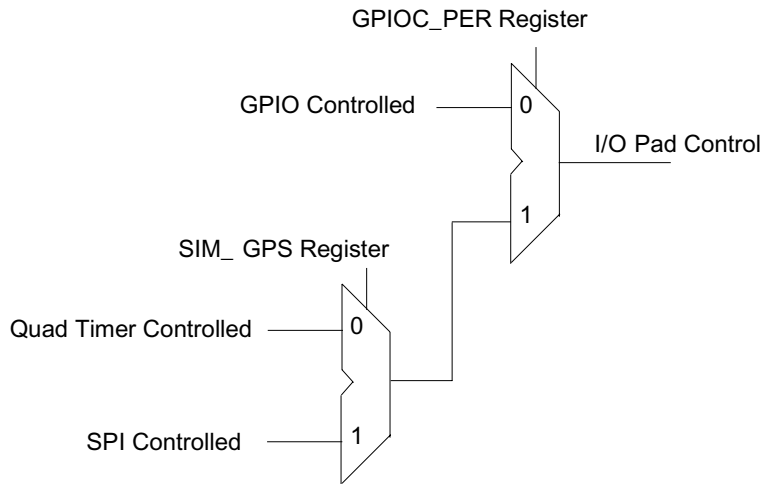 GPIOC_PER Register
GPIO Controlled
0
I/O Pad Control
1
SIM_ GPS Register
Quad Timer Controlled
0
SPI Controlled
1